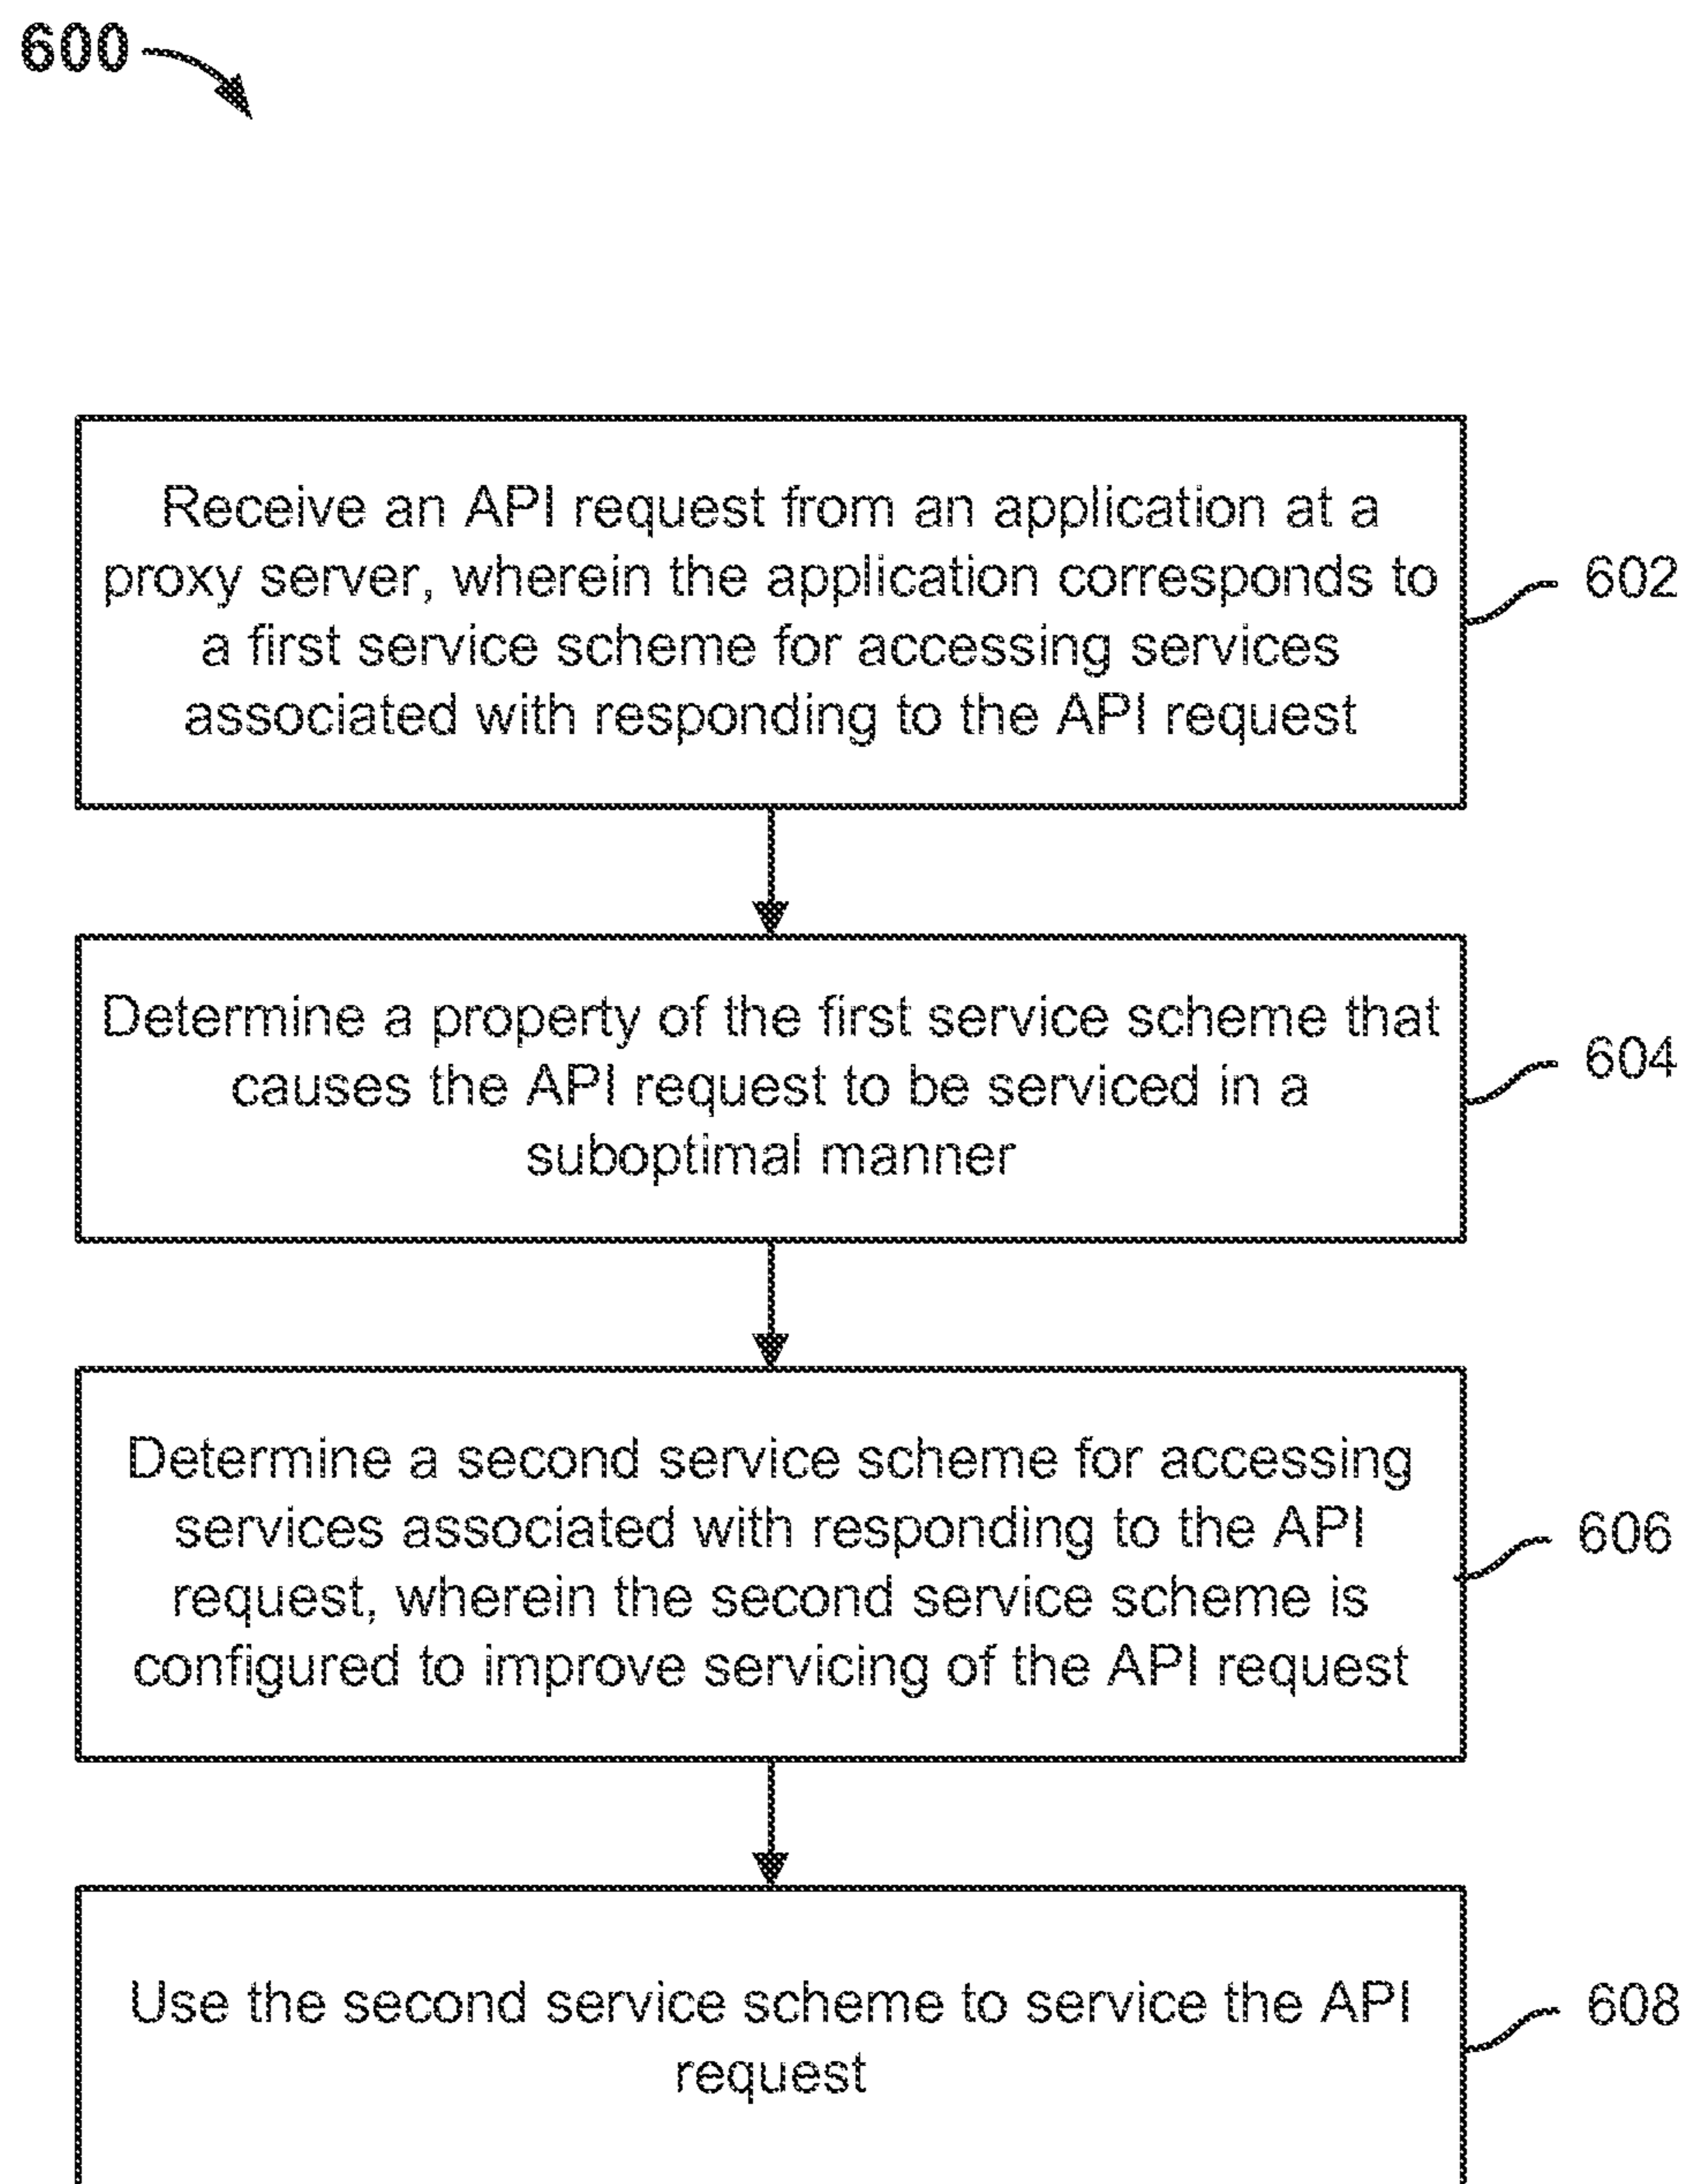 600
Receive an API request from an application at a
proxy server, wherein the application corresponds to
a first service scheme for accessing services
associated with responding to the API request
602
Determine a property of the first service scheme that
causes the API request to be serviced in a
suboptimal manner
604
Determine a second service scheme for accessing
services associated with responding to the API
request, wherein the second service scheme is
configured to improve servicing of the API request
606
Use the second service scheme to service the API
request
608